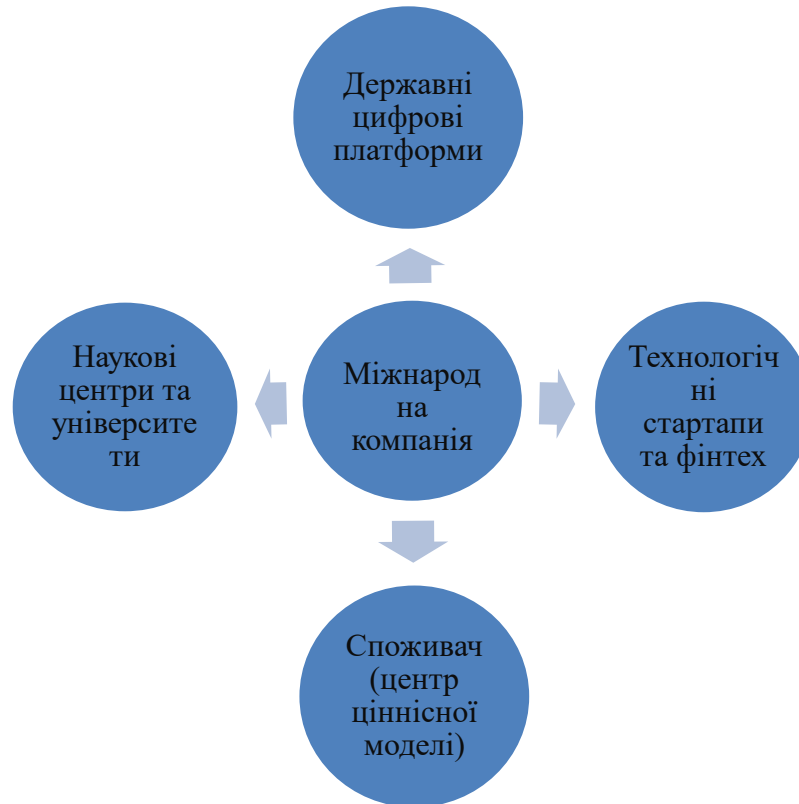 Державні
цифрові
платформи
Наукові
центри та
університе
ти
Міжнарод
на
компанія
Технологіч
ні
стартапи
та фінтех
Споживач
(центр
ціннісної
моделі)